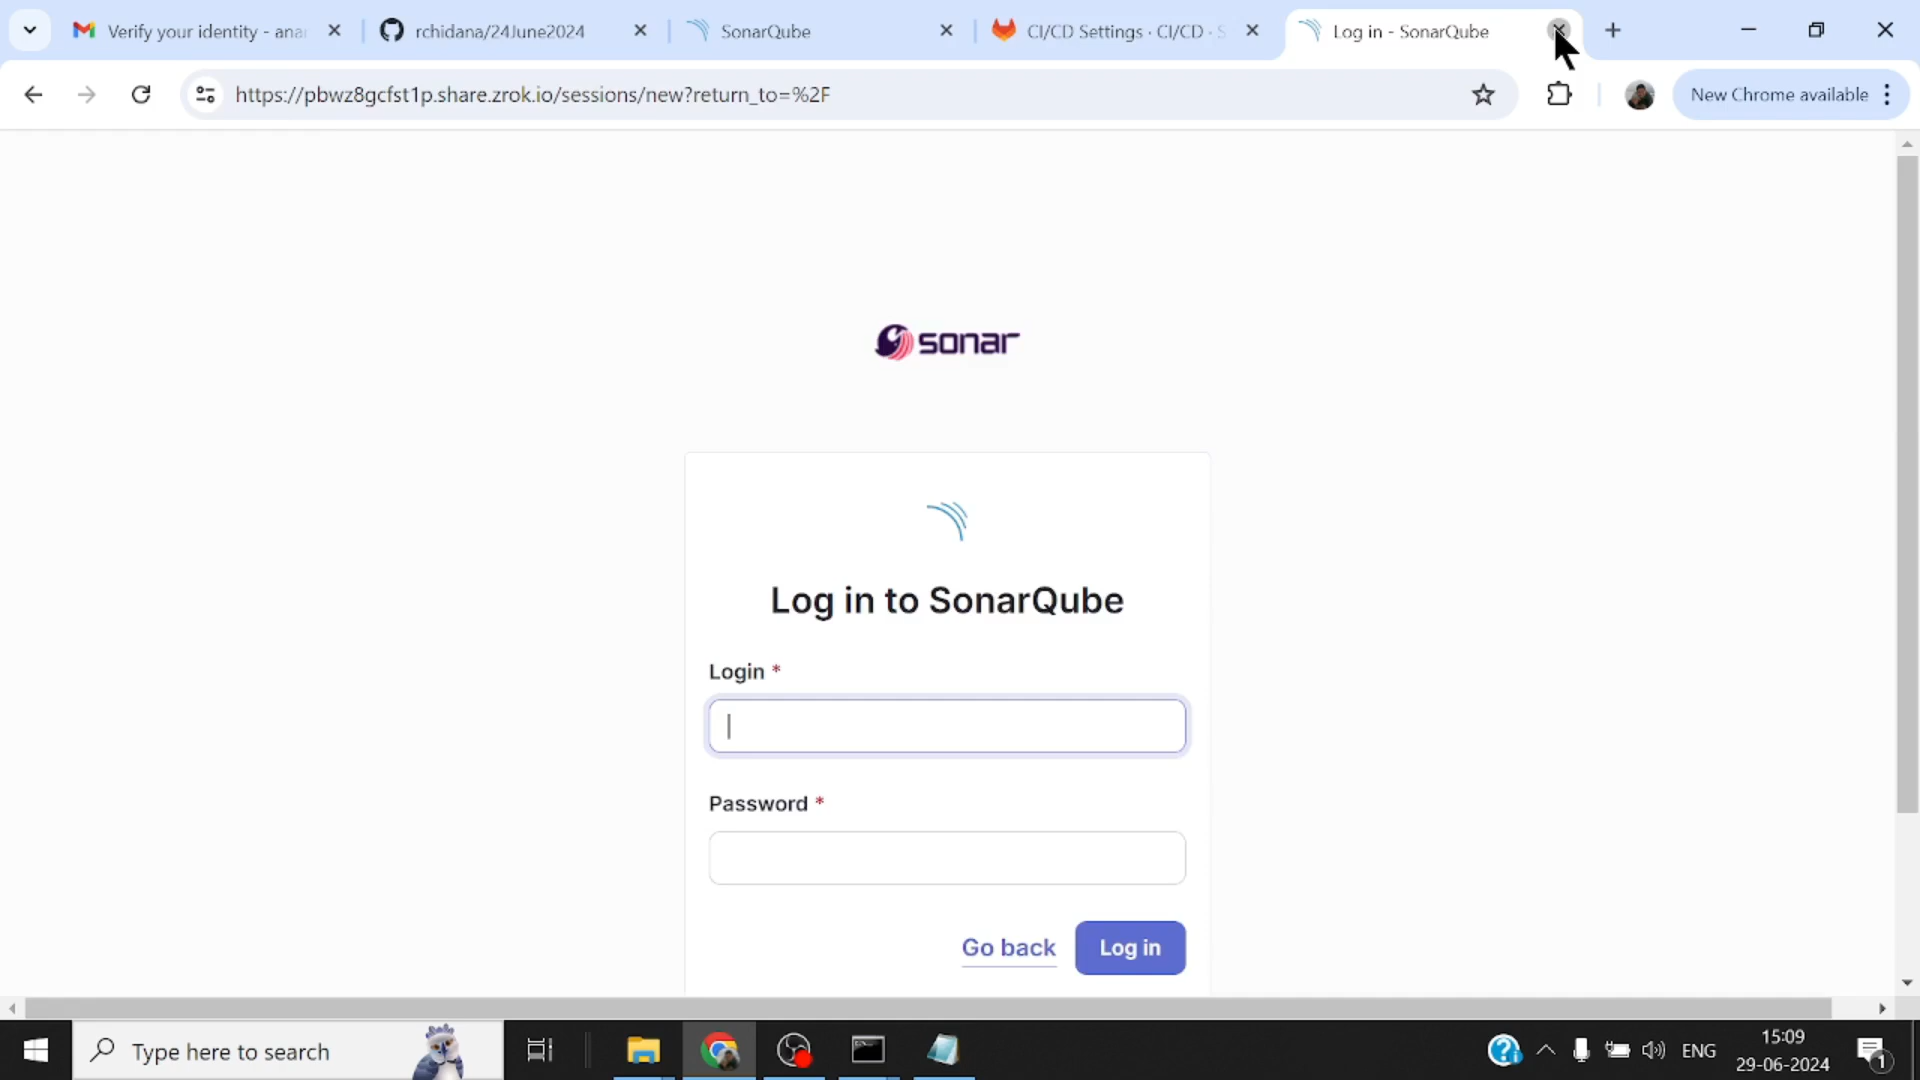 Verify your identity - ana
rchidana/24June2024
SonarQube
CI/CD Settings · CI/CD · S
Log in - SonarQube
https://pbwz8gcfst1p.share.zrok.io/sessions/new?return_to=%2F
New Chrome available
sonar
Log in to SonarQube
Login *
Password *
Go back
Log in
Type here to search
ENG
15:09
29-06-2024
1